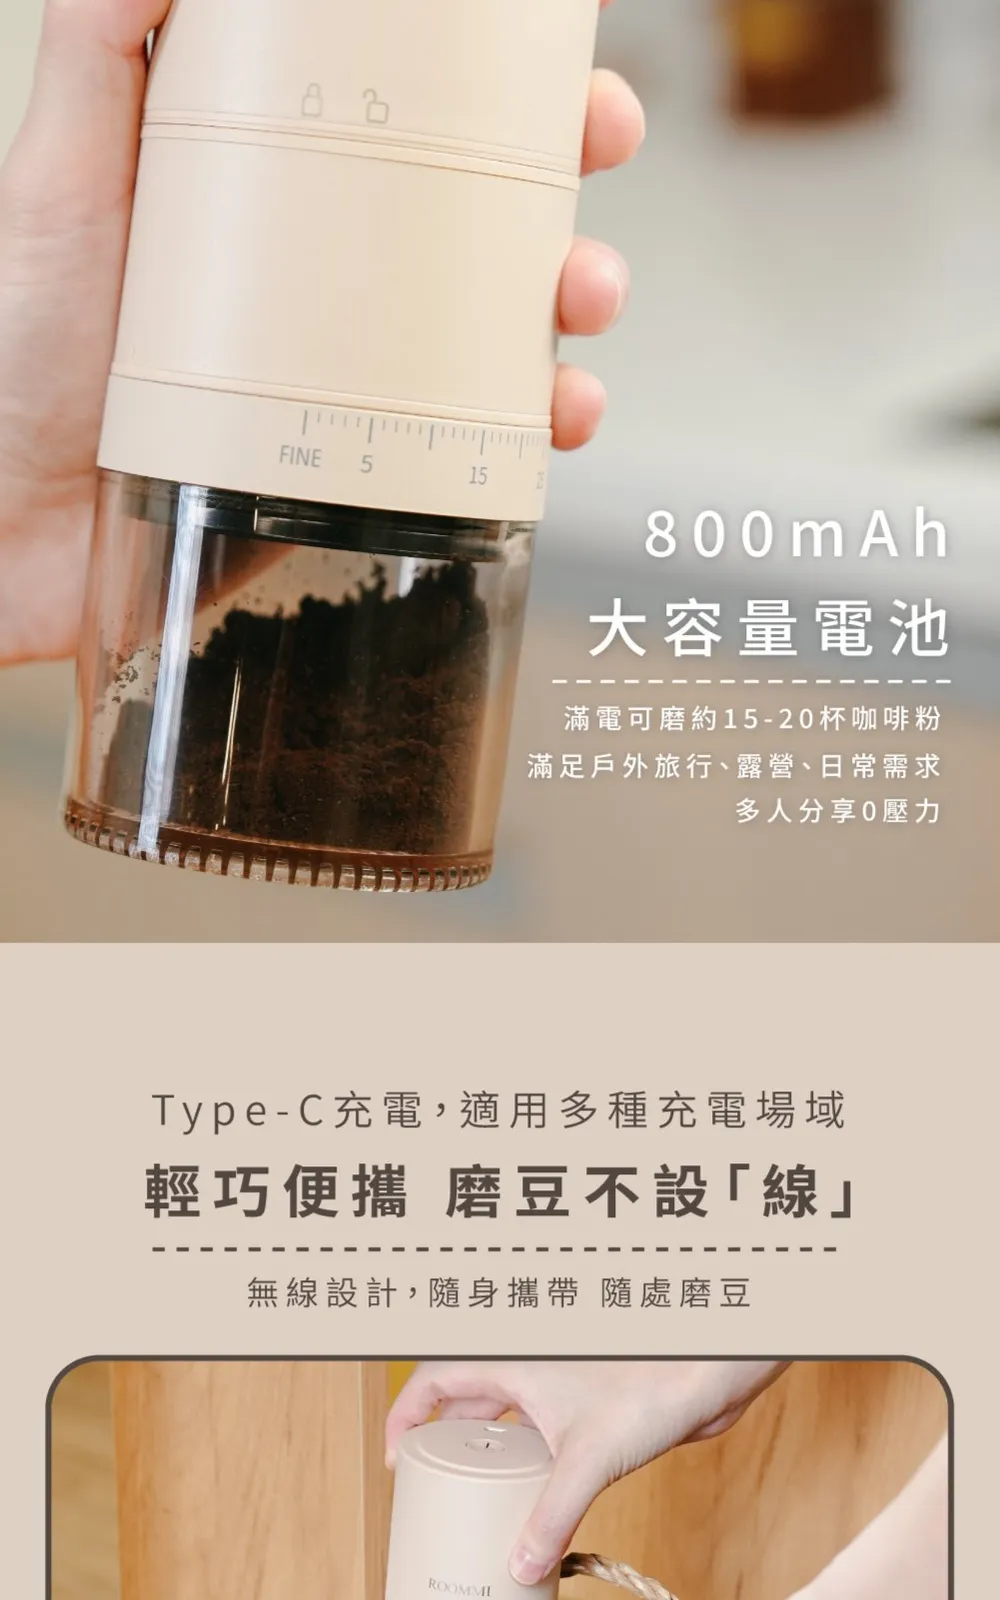 FINE 5 15 25
800mAh
大容量電池
滿電可磨約15-20杯咖啡粉
滿足戶外旅行、露營、日常需求
多人分享0壓力
Type-C充電，適用多種充電場域
輕巧便攜 磨豆不設「線」
無線設計，隨身攜帶 隨處磨豆
ROOMMI